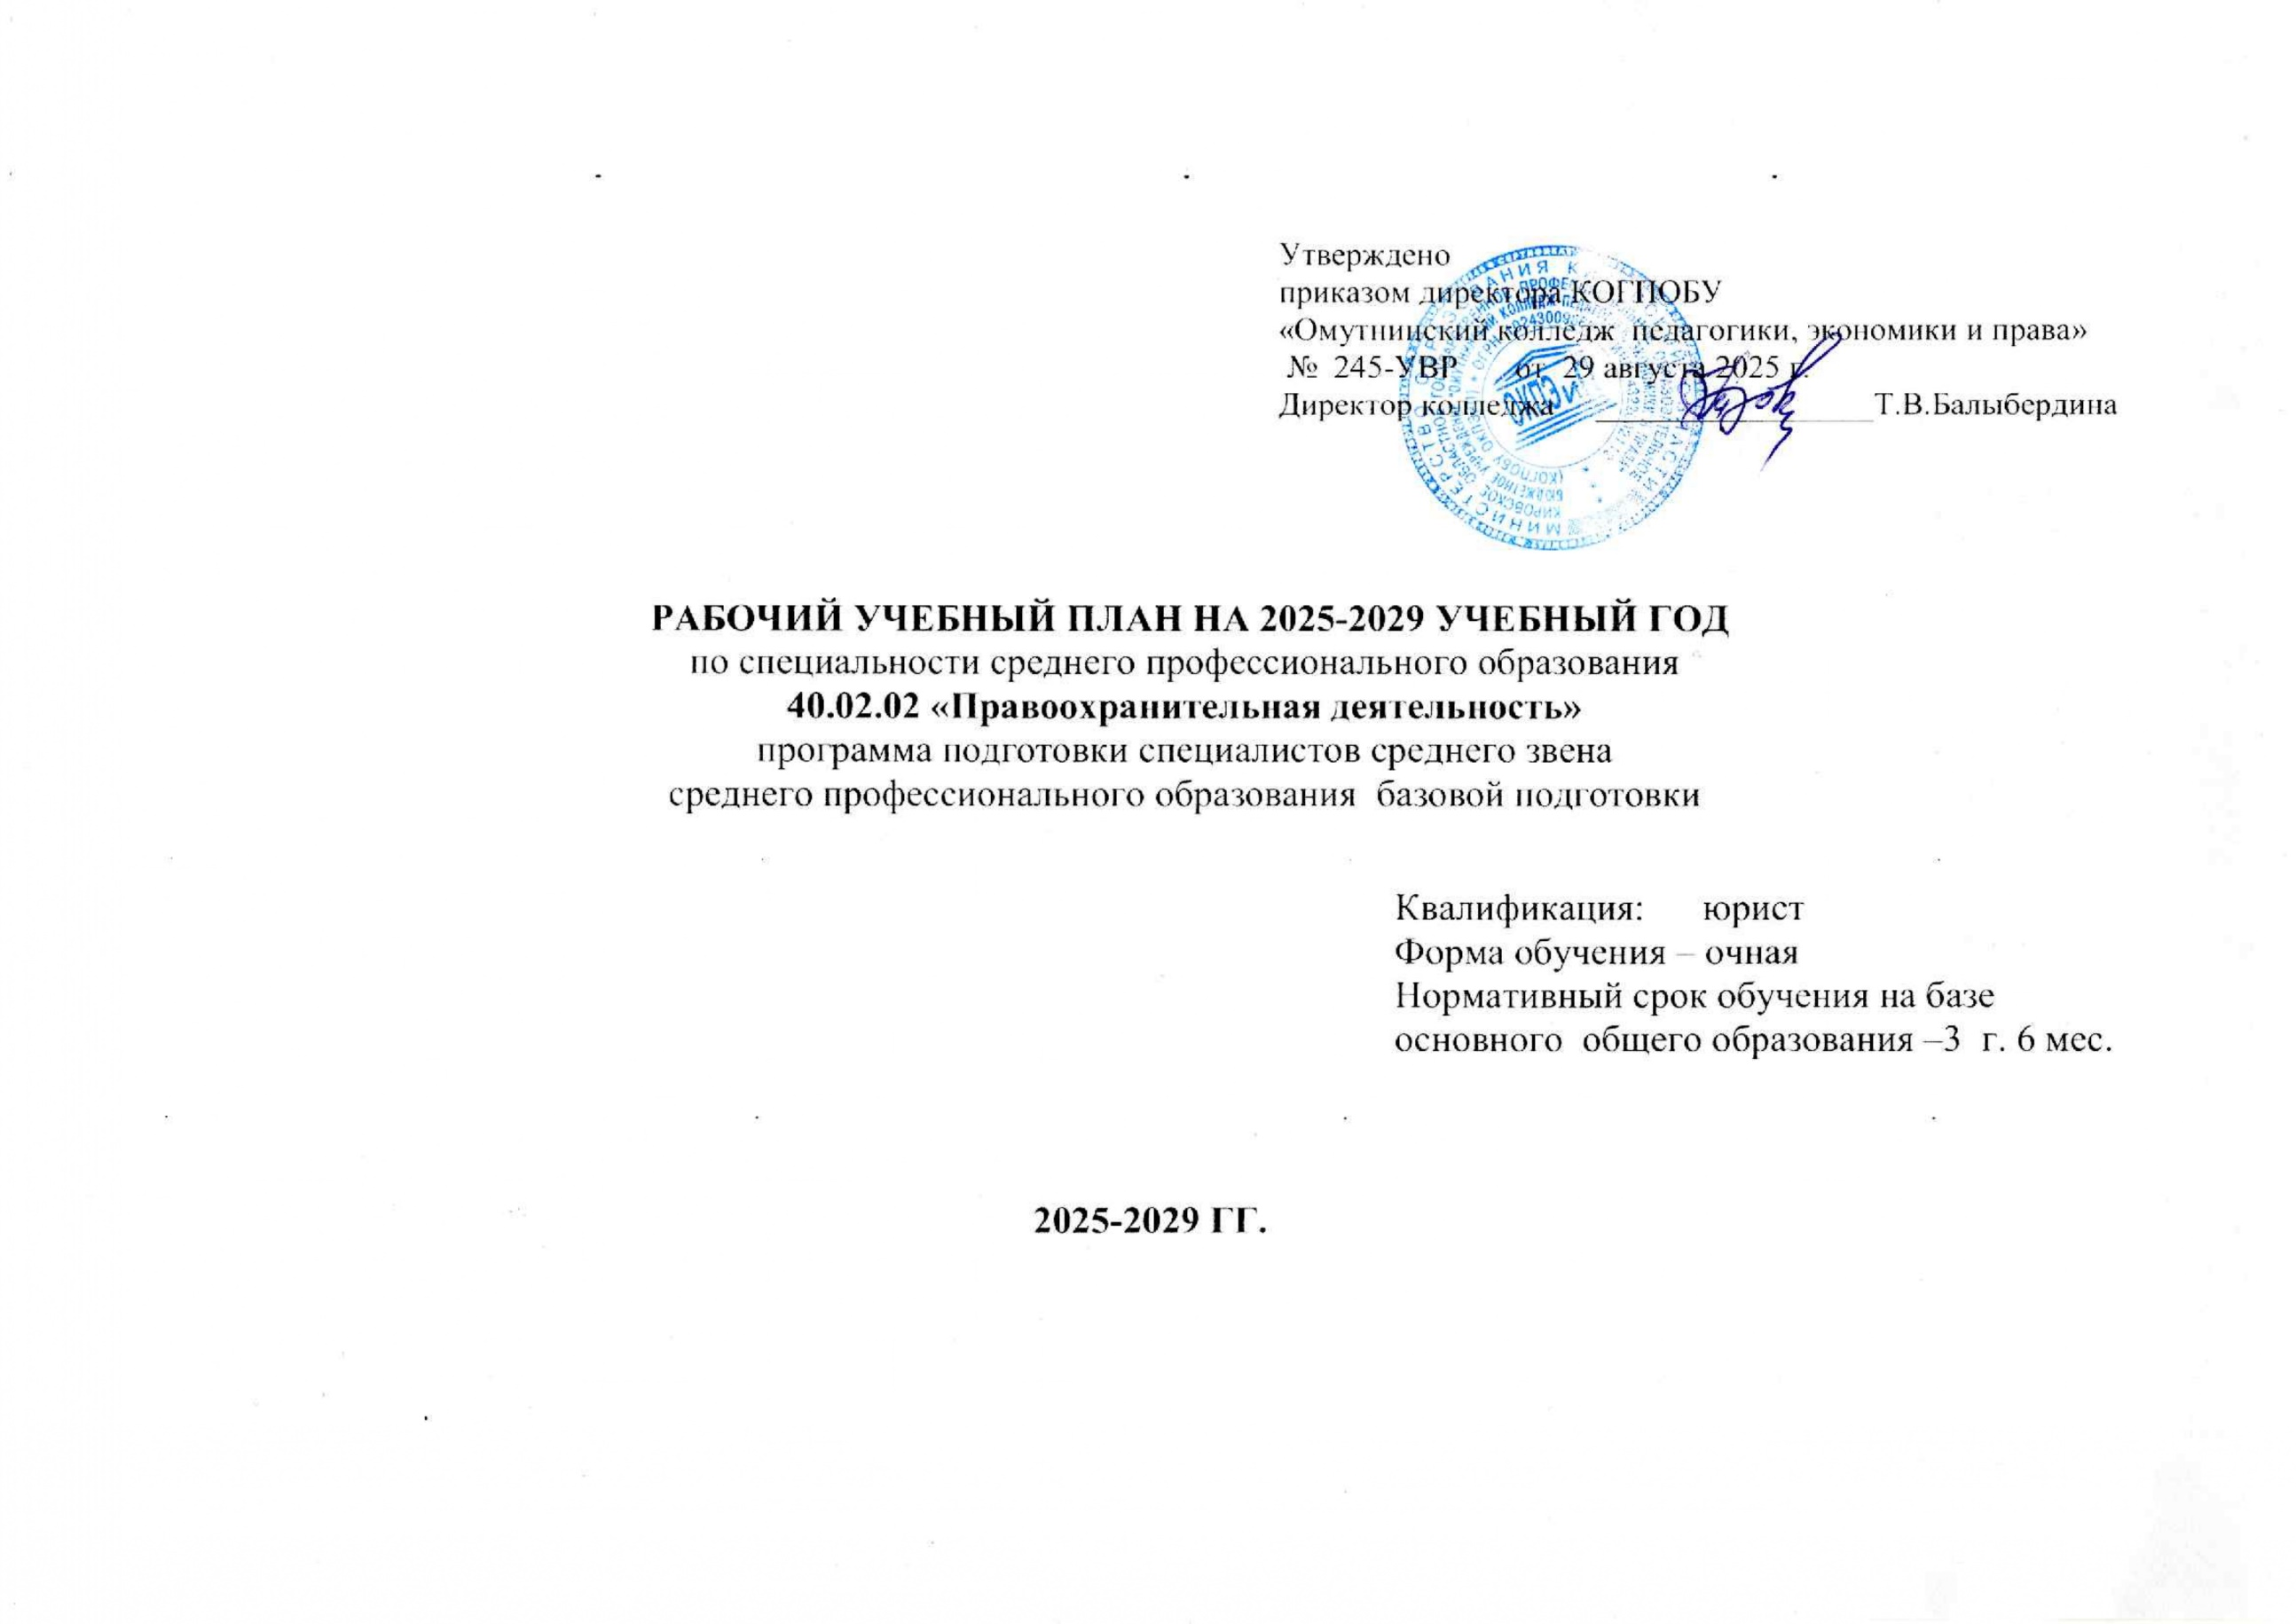 Утверждено
приказом директора КОГПОБУ
«Омутнинский колледж педагогики, экономики и права»
№ 245-УВР от 29 августа 2025 г.
Директор колледжа ____________ Т.В.Балыбердина
ОКПЭиП
РАБОЧИЙ УЧЕБНЫЙ ПЛАН НА 2025-2029 УЧЕБНЫЙ ГОД
по специальности среднего профессионального образования
40.02.02 «Правоохранительная деятельность»
программа подготовки специалистов среднего звена
среднего профессионального образования базовой подготовки
Квалификация: юрист
Форма обучения – очная
Нормативный срок обучения на базе
основного общего образования –3 г. 6 мес.
2025-2029 ГГ.